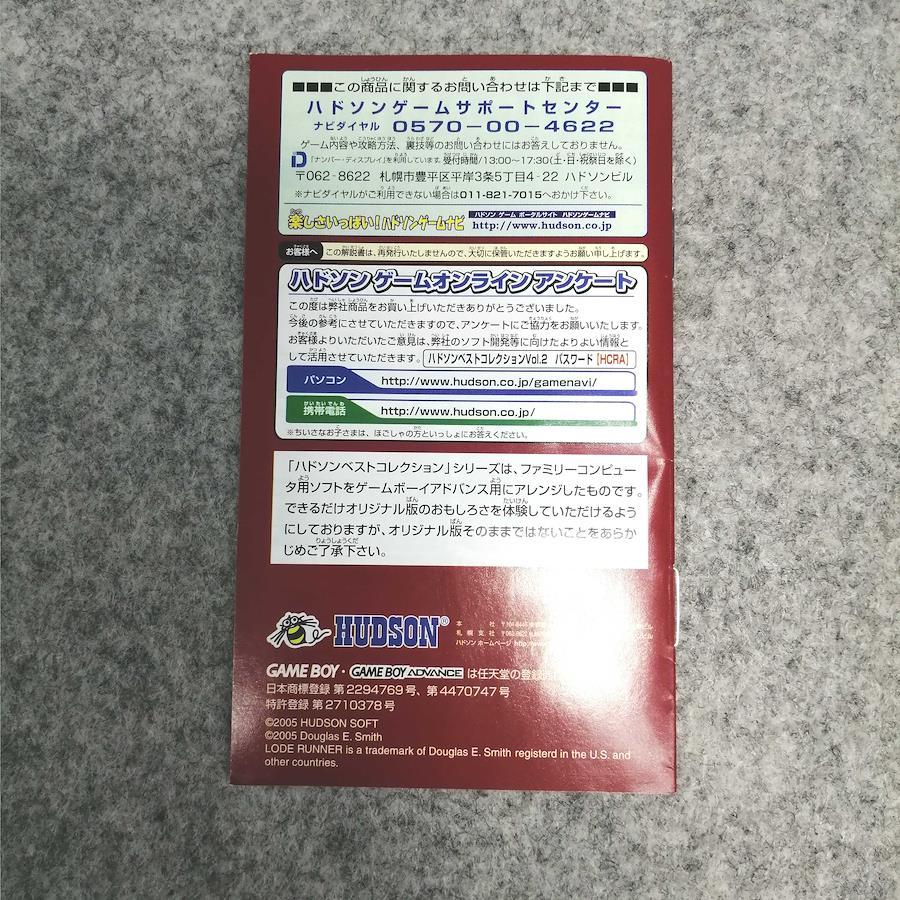 ■■■この商品に関するお問い合わせは下記まで■■■
ハドソンゲームサポートセンター
ナビダイヤル 0570-00-4622
ゲーム内容や攻略方法、裏技等のお問い合わせにはお答えしておりません。
「ナンバー・ディスプレイ」を利用しています。受付時間/13:00〜17:30(土・日・祝祭日を除く)
〒062-8622 札幌市豊平区平岸3条5丁目4-22 ハドソンビル
※ナビダイヤルがご利用できない場合は011-821-7015へおかけ下さい。
楽しさいっぱい!ハドソンゲームナビ
ハドソン ゲーム ポータルサイト ハドソンゲームナビ
http://www.hudson.co.jp
お客様へ この解説書は、再発行いたしませんので、大切に保管いただきますようお願い申し上げます。
ハドソン ゲームオンライン アンケート
この度は弊社商品をお買い上げいただきありがとうございました。
今後の参考にさせていただきますので、アンケートにご協力をお願いいたします。
お客様よりいただいたご意見は、弊社のソフト開発等に向けたよりよい情報と
して活用させていただきます。 ハドソンベストコレクションVol.2 パスワード【HCRA】
パソコン http://www.hudson.co.jp/gamenavi/
携帯電話 http://www.hudson.co.jp/
※ちいさなお子さまは、ほごしゃの方といっしょにお答えください。
「ハドソンベストコレクション」シリーズは、ファミリーコンピュー
タ用ソフトをゲームボーイアドバンス用にアレンジしたものです。
できるだけオリジナル版のおもしろさを体験していただけるよう
にしておりますが、オリジナル版そのままではないことをあらか
じめご了承下さい。
HUDSON®
本 社
札幌支社
ハドソン ホームページ
GAME BOY・GAME BOY ADVANCE は任天堂の登録
日本商標登録 第2294769号、第4470747号
特許登録 第2710378号
©2005 HUDSON SOFT
©2005 Douglas E. Smith
LODE RUNNER is a trademark of Douglas E. Smith registerd in the U.S. and
other countries.